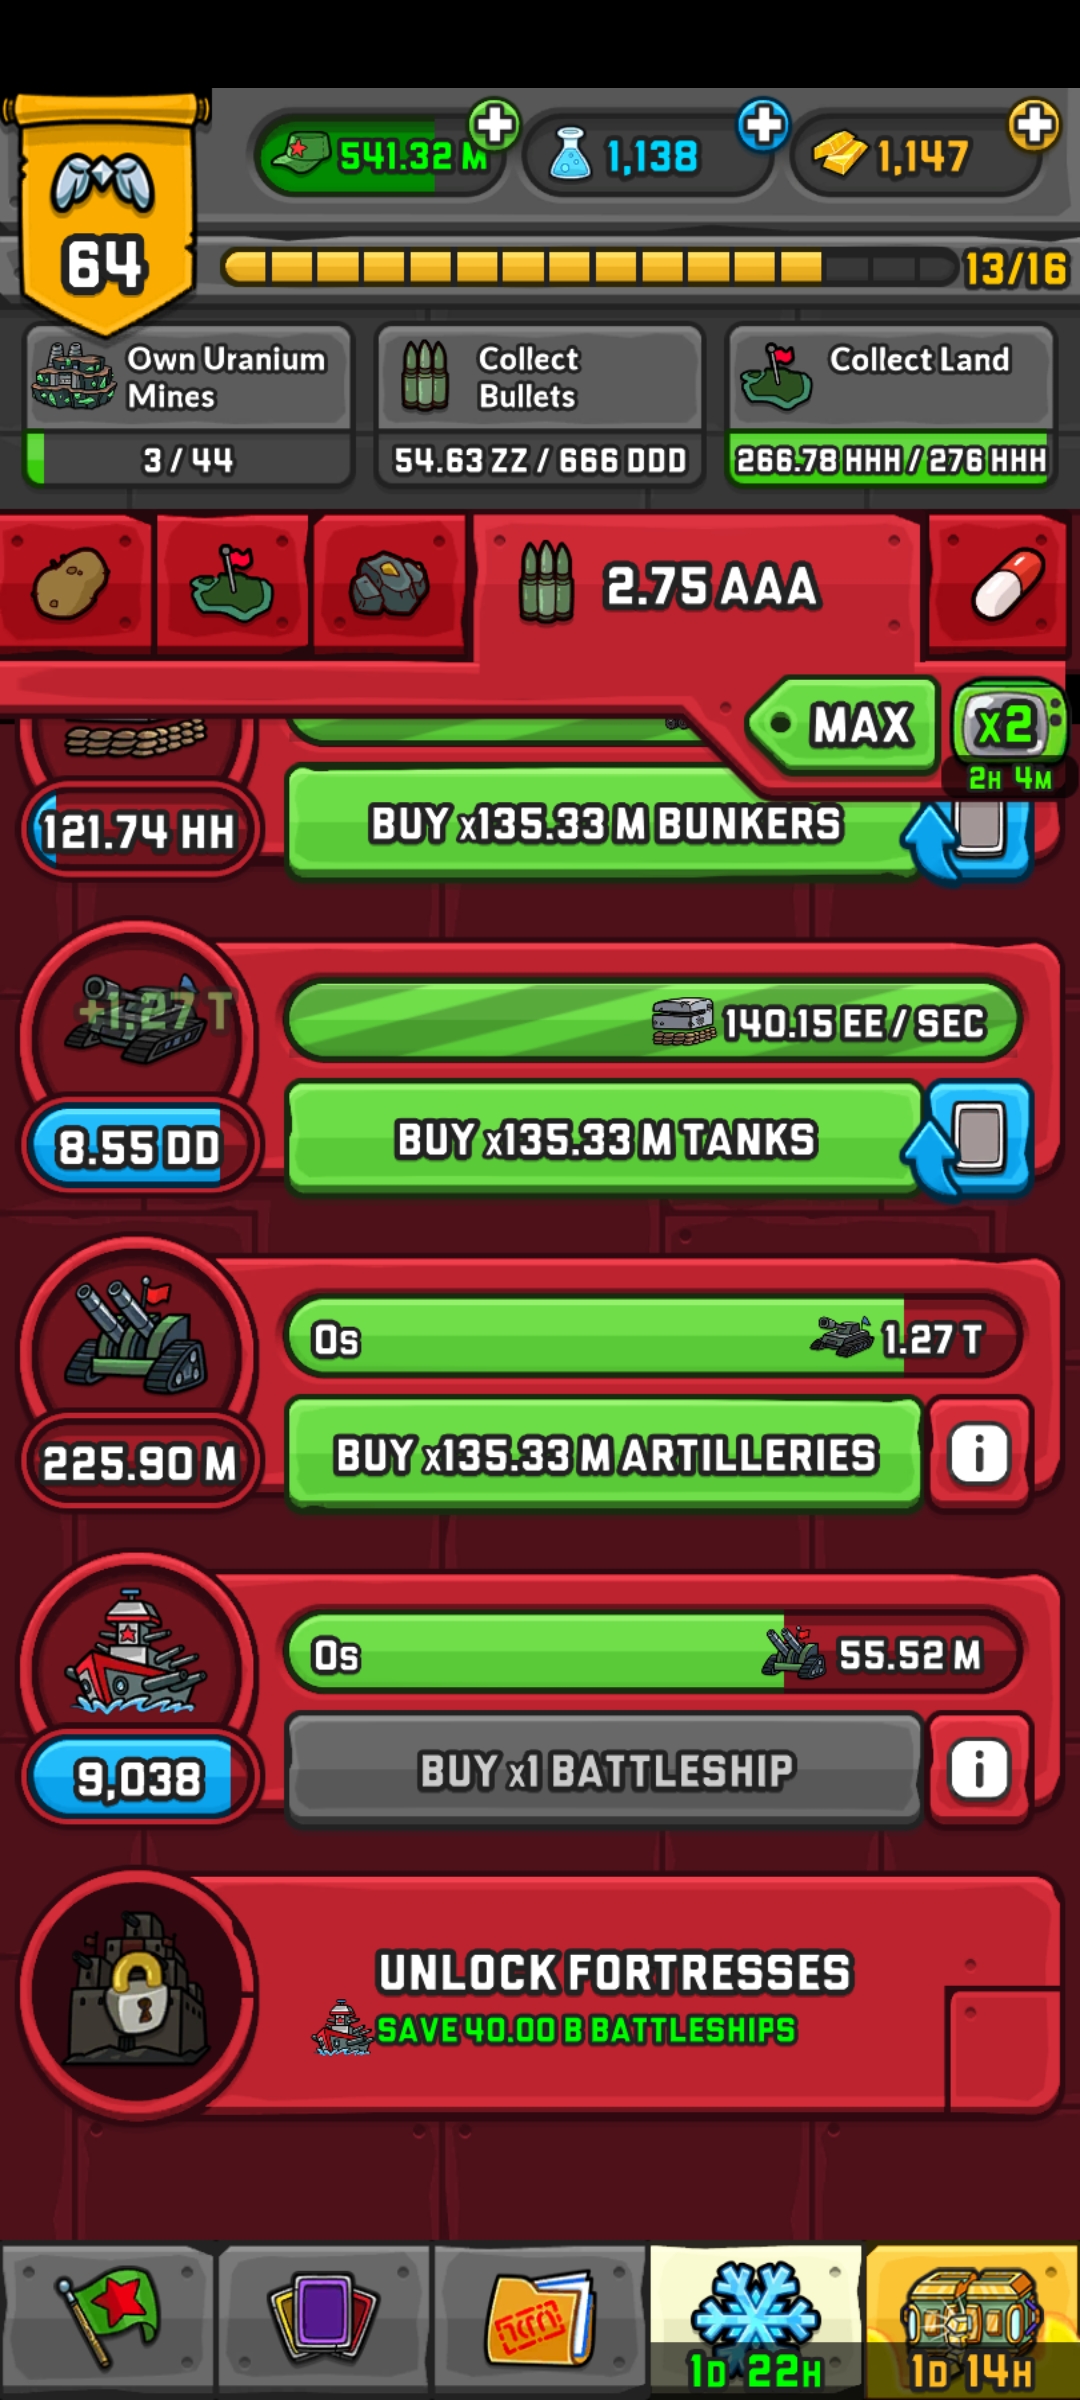 541.32 M
1,138
1,147
64
13/16
Own Uranium
Mines
3 / 44
Collect
Bullets
54.63 ZZ / 666 DDD
Collect Land
266.78 HHH / 276 HHH
2.75 AAA
MAX
X2
2H 4M
121.74 HH
BUY x135.33 M BUNKERS
+1.27 T
140.15 EE / SEC
8.55 DD
BUY x135.33 M TANKS
0s
1.27 T
225.90 M
BUY x135.33 M ARTILLERIES
i
0s
55.52 M
9,038
BUY x1 BATTLESHIP
i
UNLOCK FORTRESSES
SAVE 40.00 B BATTLESHIPS
1D 22H
1D 14H